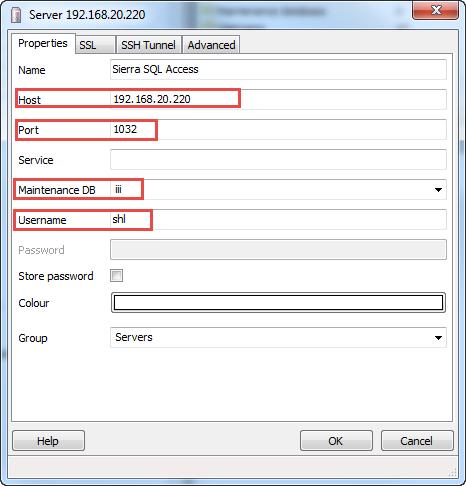 Server 192.168.20.220
Properties SSL SSH Tunnel Advanced
Name Sierra SQL Access
Host 192.168.20.220
Port 1032
Service
Maintenance DB iii
Username shl
Password
Store password
Colour
Group Servers
Help OK Cancel